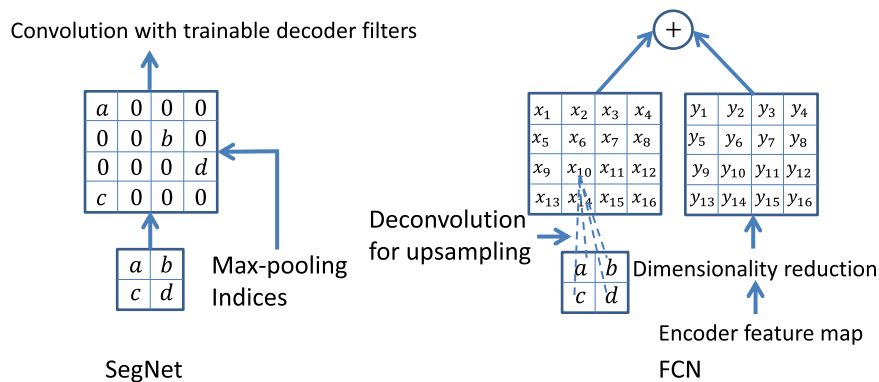 Convolution with trainable decoder filters
a 0 0 0
0 0 b 0
0 0 0 d
c 0 0 0
a b
c d
Max-pooling
Indices
SegNet
+
x₁ x₂ x₃ x₄
x₅ x₆ x₇ x₈
x₉ x₁₀ x₁₁ x₁₂
x₁₃ x₁₄ x₁₅ x₁₆
y₁ y₂ y₃ y₄
y₅ y₆ y₇ y₈
y₉ y₁₀ y₁₁ y₁₂
y₁₃ y₁₄ y₁₅ y₁₆
Deconvolution
for upsampling
a b
c d
Dimensionality reduction
Encoder feature map
FCN